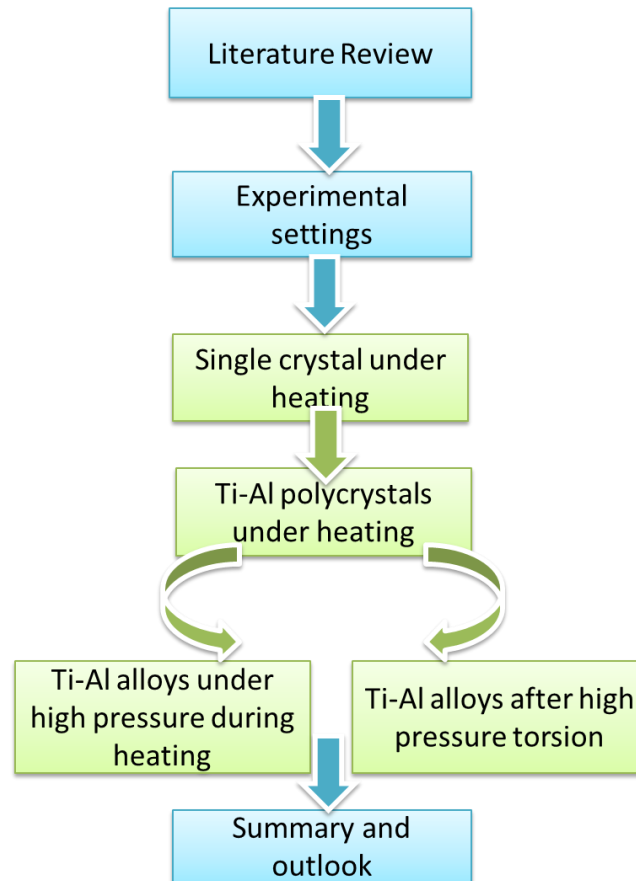 Literature Review
Experimental
settings
Single crystal under
heating
Ti-Al polycrystals
under heating
Ti-Al alloys under
high pressure during
heating
Ti-Al alloys after high
pressure torsion
Summary and
outlook